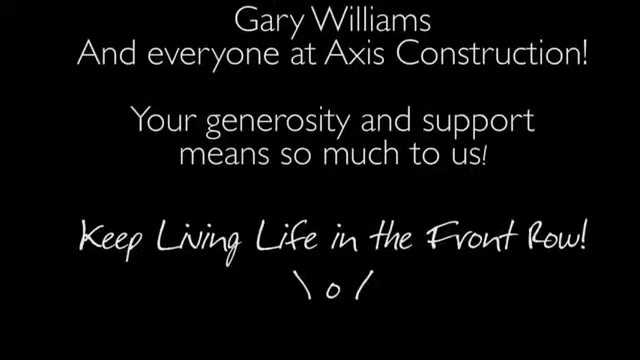 Gary Williams
And everyone at Axis Construction!
Your generosity and support
means so much to us!
Keep Living Life in the Front Row!
\o/